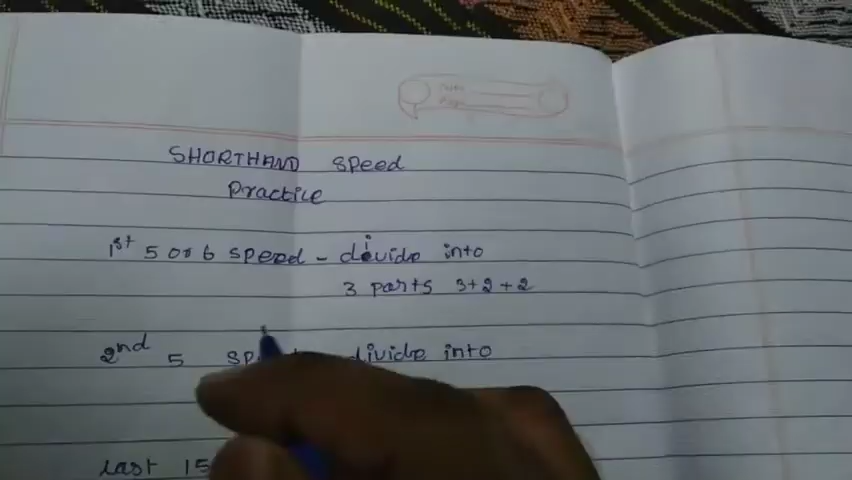 SHORTHAND Speed
Practice
1st 5 or 6 speed - divide into
3 parts 3+2+2
2nd 5 divide into
Last 15